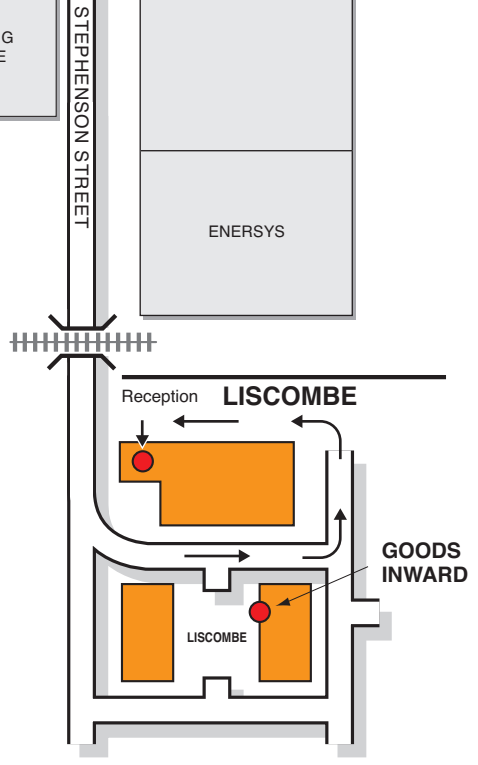 G
E
STEPHENSON STREET
ENERSYS
Reception
LISCOMBE
GOODS
INWARD
LISCOMBE